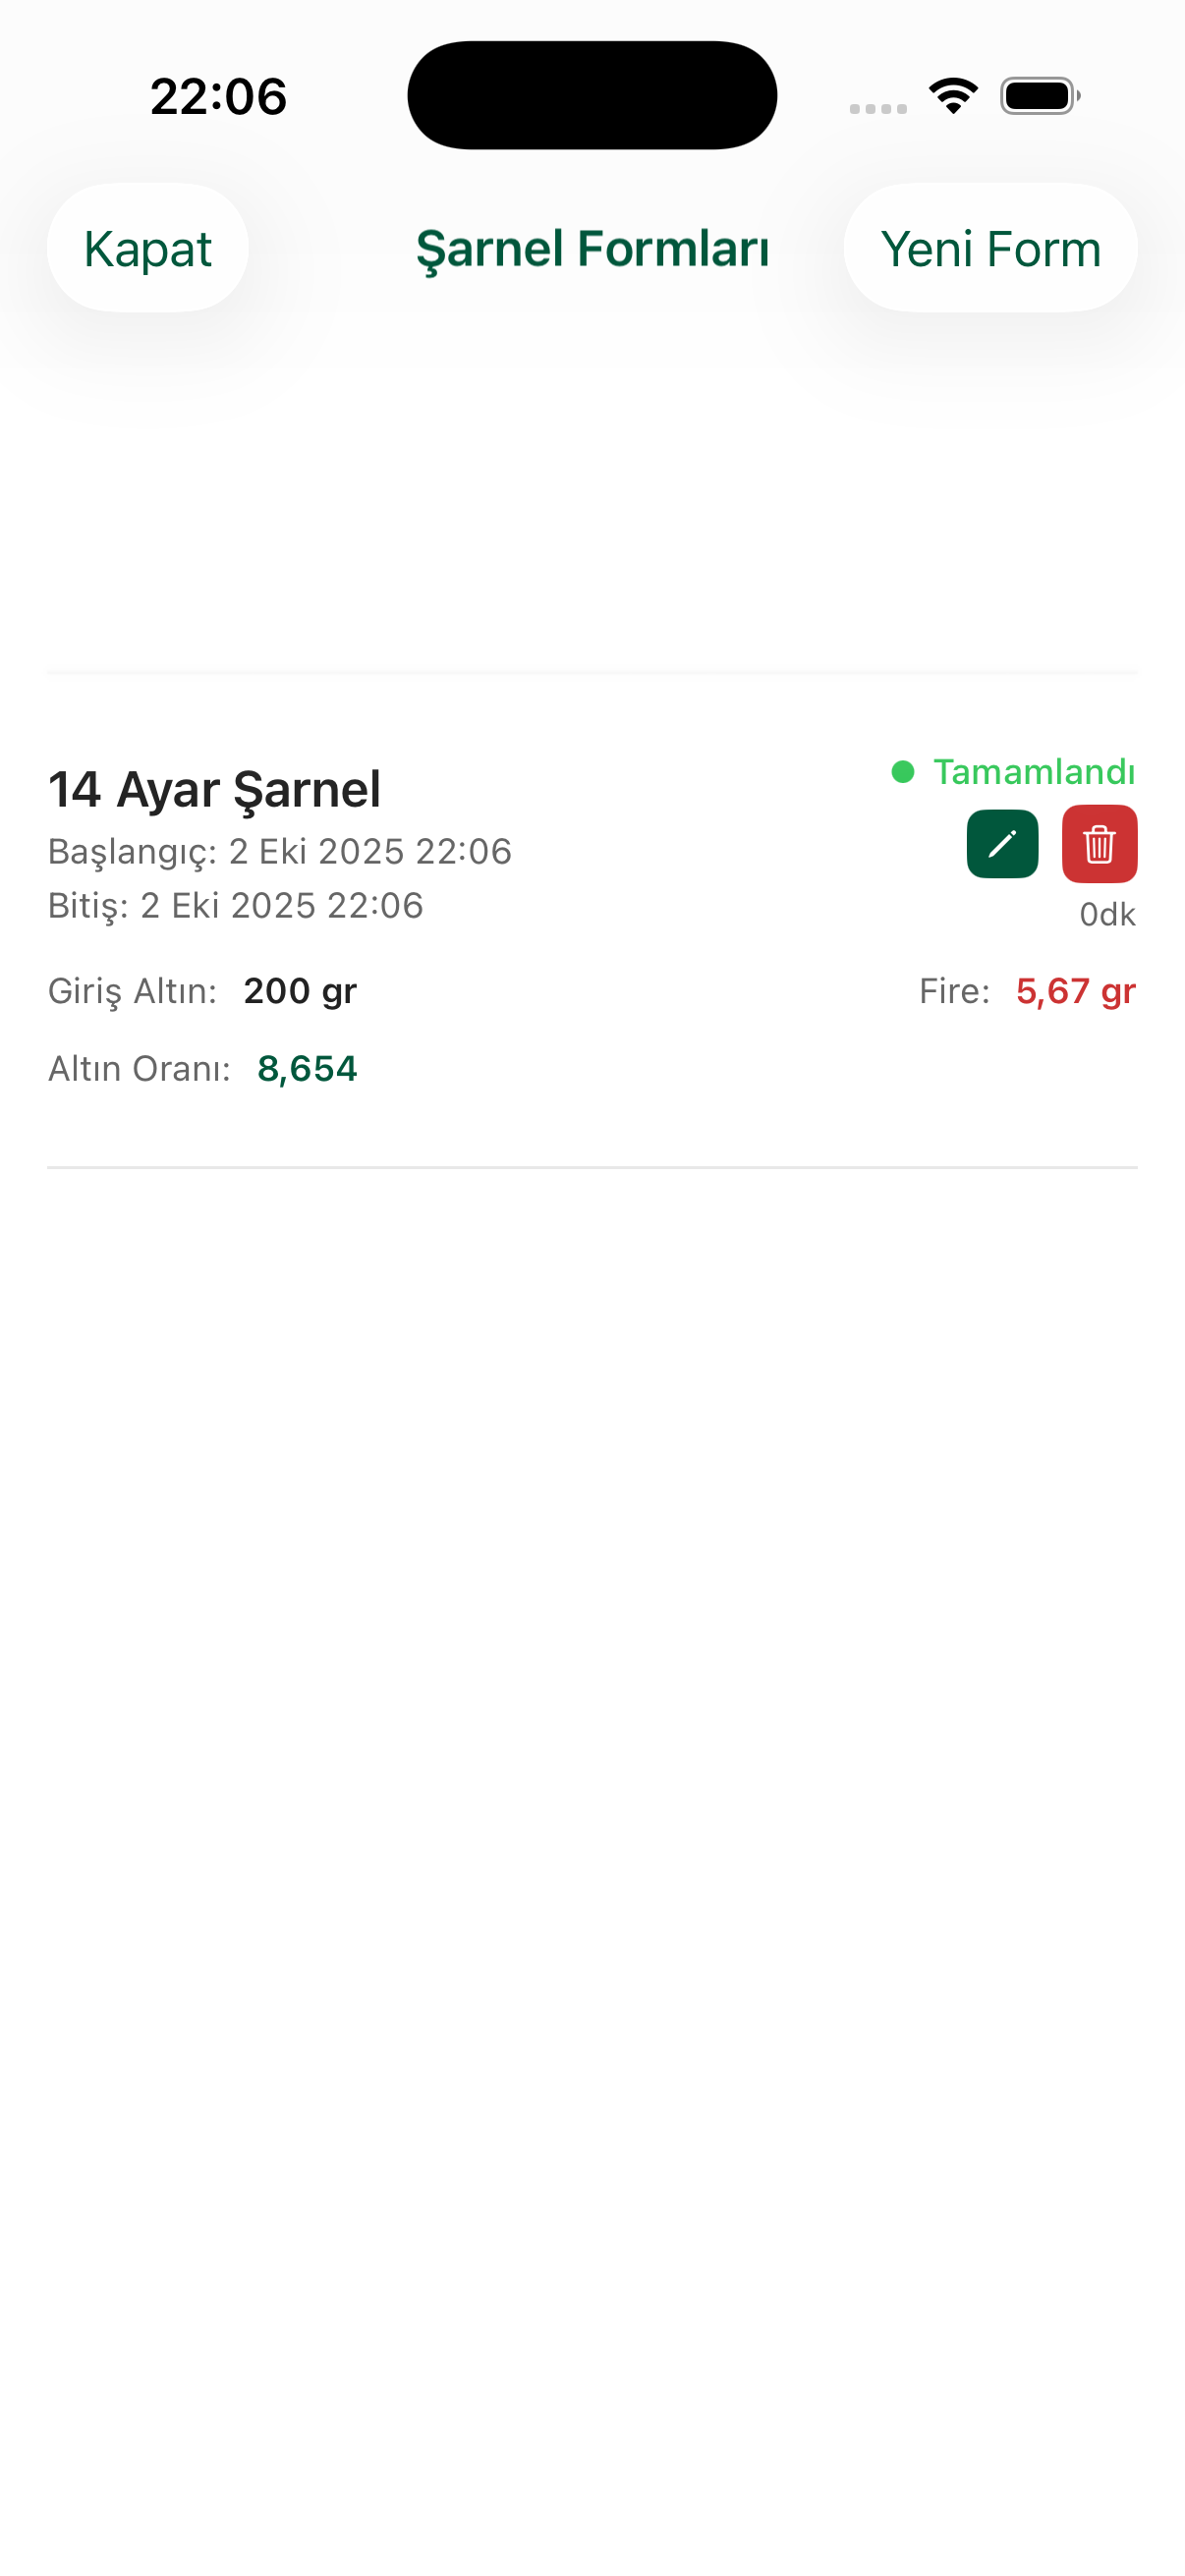 22:06
Kapat
Şarnel Formları
Yeni Form
14 Ayar Şarnel
Tamamlandı
Başlangıç: 2 Eki 2025 22:06
Bitiş: 2 Eki 2025 22:06
0dk
Giriş Altın: 200 gr
Fire: 5,67 gr
Altın Oranı: 8,654